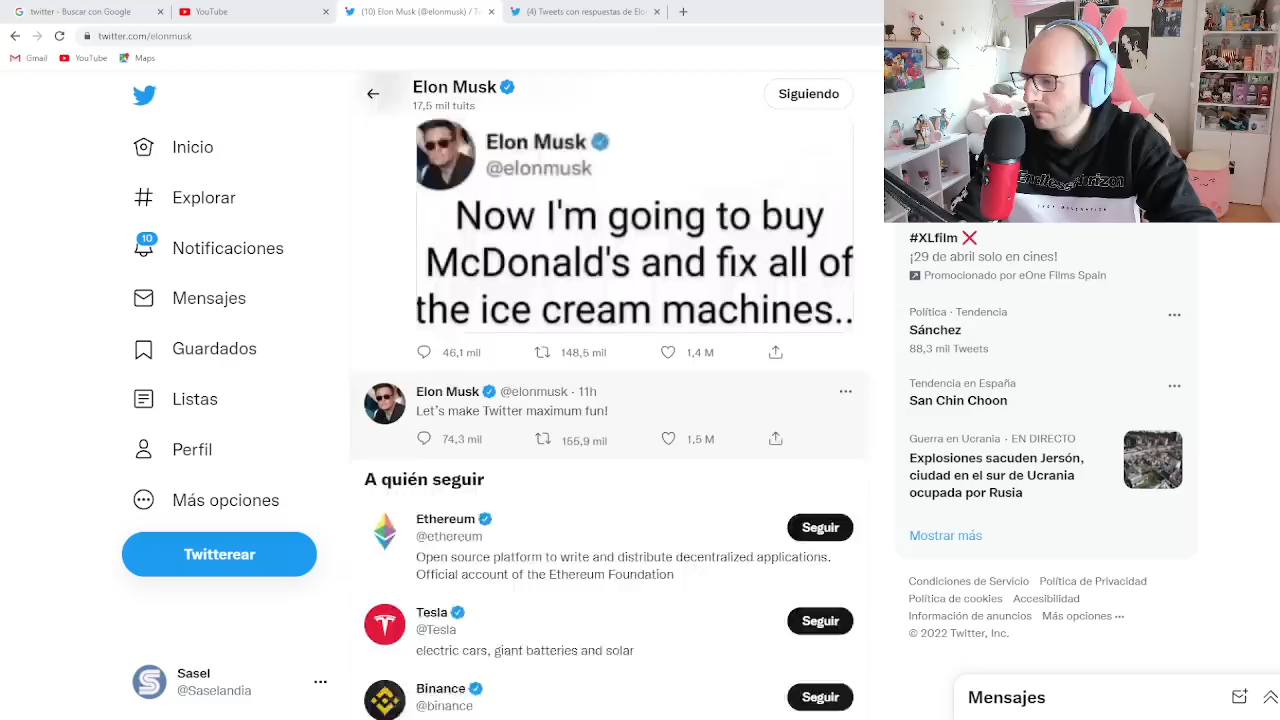 twitter - Buscar con Google
YouTube
(10) Elon Musk (@elonmusk) / Tw
(4) Tweets con respuestas de Elo
twitter.com/elonmusk
Gmail
YouTube
Maps
Inicio
Explorar
10
Notificaciones
Mensajes
Guardados
Listas
Perfil
Más opciones
Twitterear
Sasel
@Saselandia
Elon Musk
17,5 mil tuits
Siguiendo
Elon Musk
@elonmusk
Now I'm going to buy
McDonald's and fix all of
the ice cream machines..
46,1 mil
148,5 mil
1,4 M
Elon Musk @elonmusk · 11h
Let's make Twitter maximum fun!
74,3 mil
155,9 mil
1,5 M
A quién seguir
Ethereum
@ethereum
Seguir
Open source platform to write and distribute decentralized applications.
Official account of the Ethereum Foundation
Tesla
@Tesla
Seguir
electric cars, giant batteries and solar
Binance
@binance
Seguir
Endless horizon
#XLfilm
¡29 de abril solo en cines!
Promocionado por eOne Films Spain
Política · Tendencia
Sánchez
88,3 mil Tweets
Tendencia en España
San Chin Choon
Guerra en Ucrania · EN DIRECTO
Explosiones sacuden Jersón,
ciudad en el sur de Ucrania
ocupada por Rusia
Mostrar más
Condiciones de Servicio Política de Privacidad
Política de cookies Accesibilidad
Información de anuncios Más opciones ···
© 2022 Twitter, Inc.
Mensajes